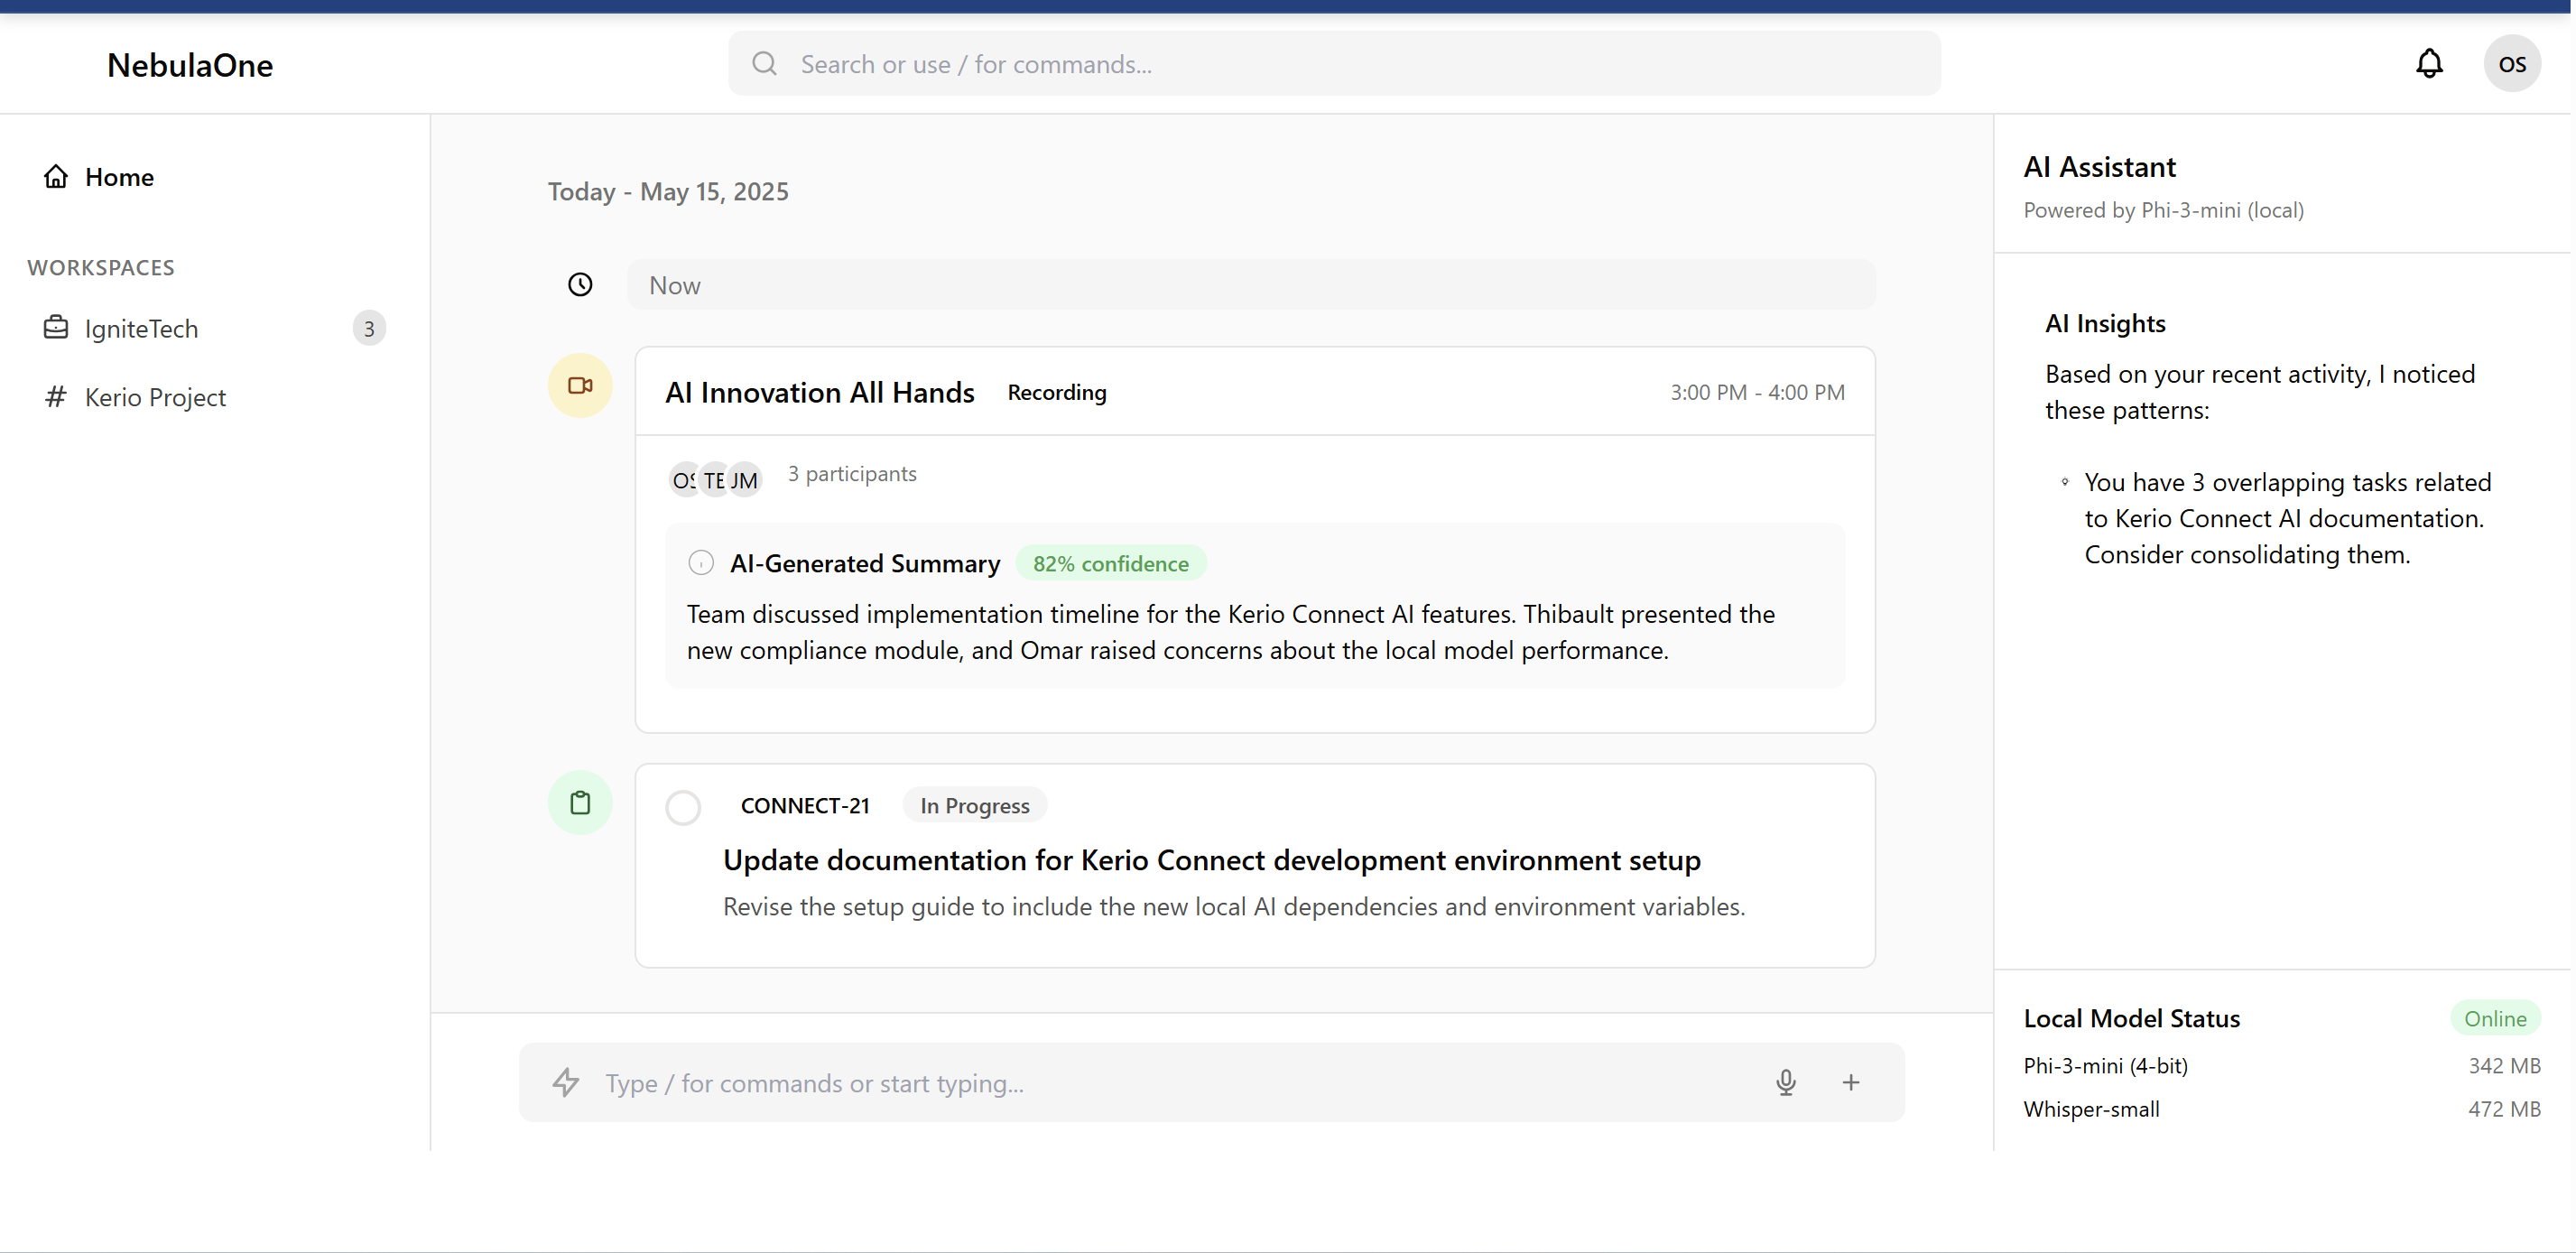 NebulaOne
Search or use / for commands...
OS
Home
WORKSPACES
IgniteTech
3
Kerio Project
Today - May 15, 2025
Now
AI Innovation All Hands
Recording
3:00 PM - 4:00 PM
OS TE JM
3 participants
AI-Generated Summary
82% confidence
Team discussed implementation timeline for the Kerio Connect AI features. Thibault presented the
new compliance module, and Omar raised concerns about the local model performance.
CONNECT-21
In Progress
Update documentation for Kerio Connect development environment setup
Revise the setup guide to include the new local AI dependencies and environment variables.
Type / for commands or start typing...
AI Assistant
Powered by Phi-3-mini (local)
AI Insights
Based on your recent activity, I noticed
these patterns:
You have 3 overlapping tasks related
to Kerio Connect AI documentation.
Consider consolidating them.
Local Model Status
Online
Phi-3-mini (4-bit)
342 MB
Whisper-small
472 MB